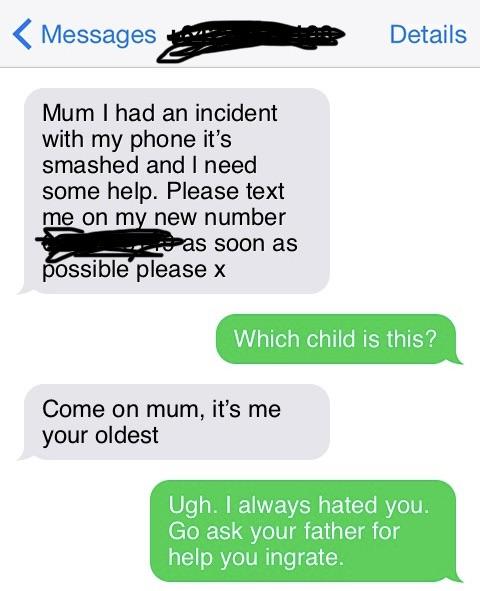 Messages
Details
Mum I had an incident
with my phone it's
smashed and I need
some help. Please text
me on my new number
as soon as
possible please x
Which child is this?
Come on mum, it's me
your oldest
Ugh. I always hated you.
Go ask your father for
help you ingrate.